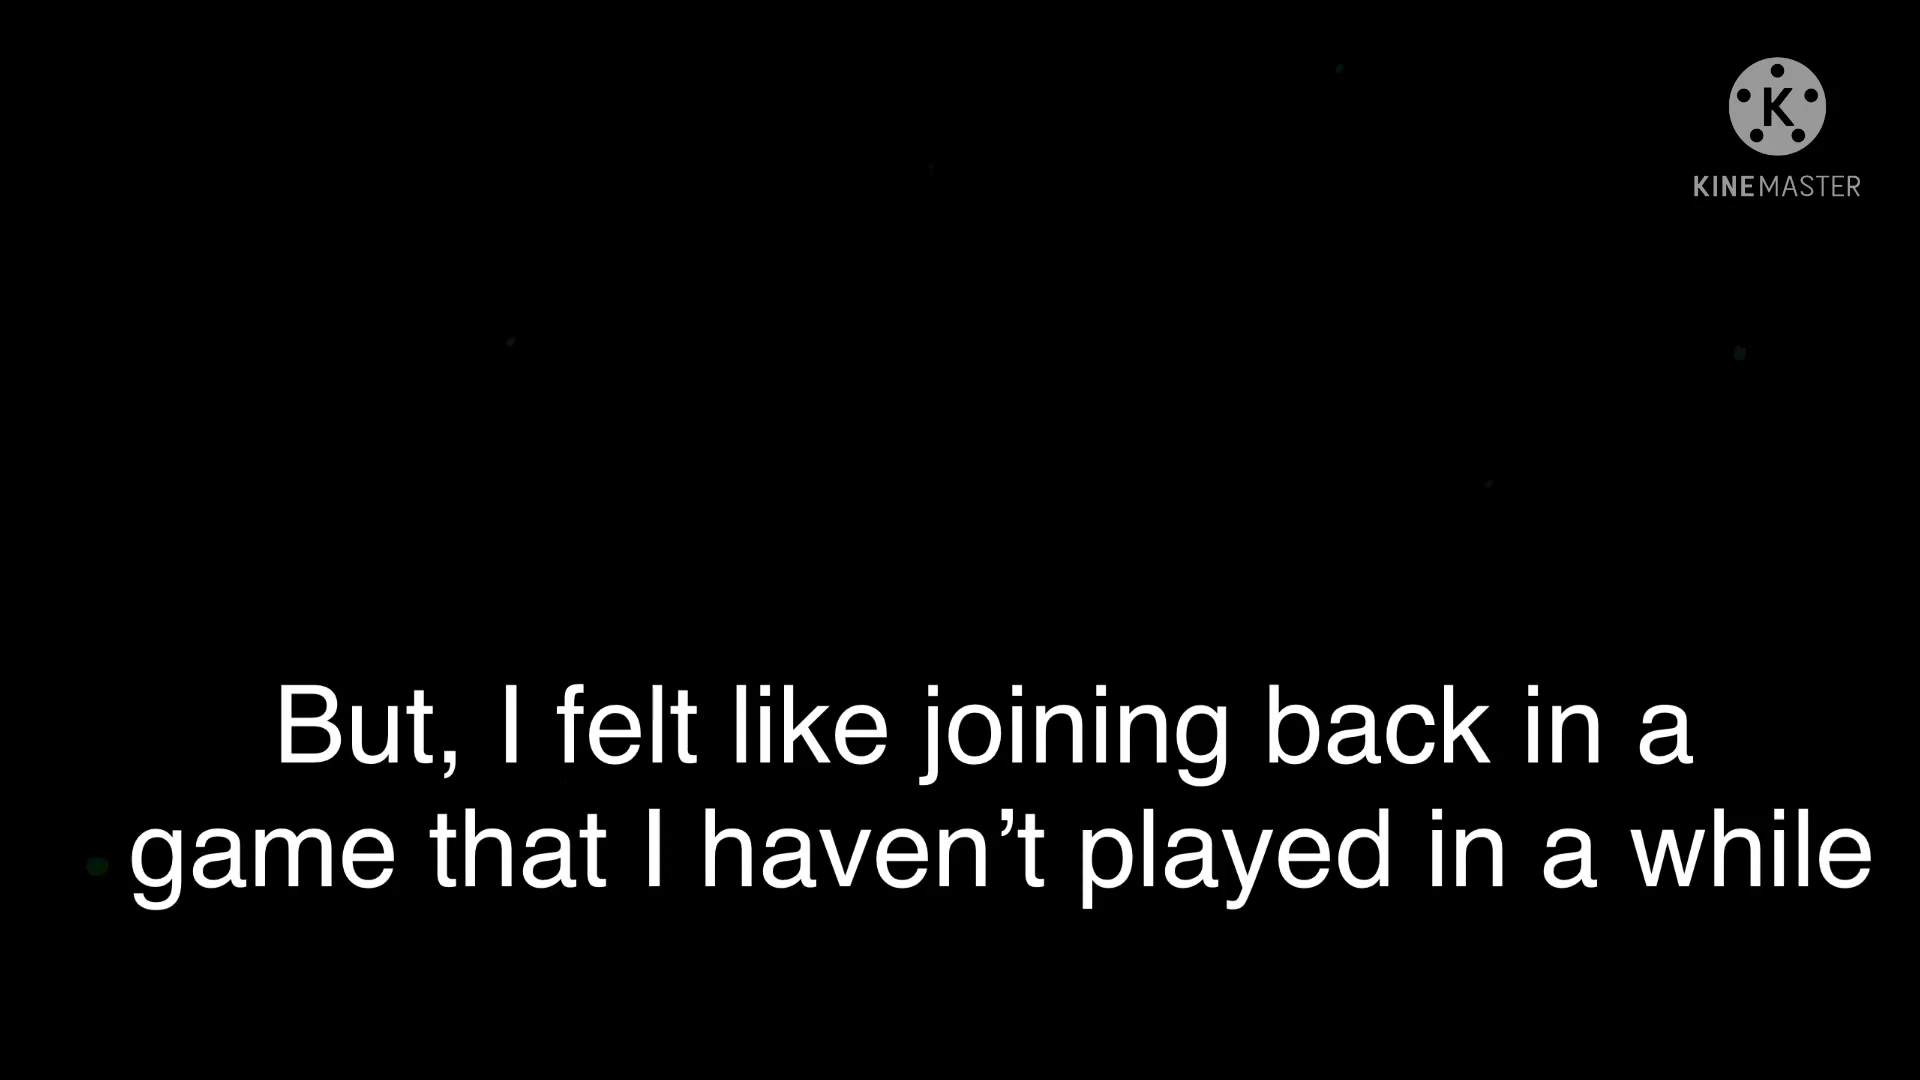 K
KINEMASTER
But, I felt like joining back in a
game that I haven’t played in a while